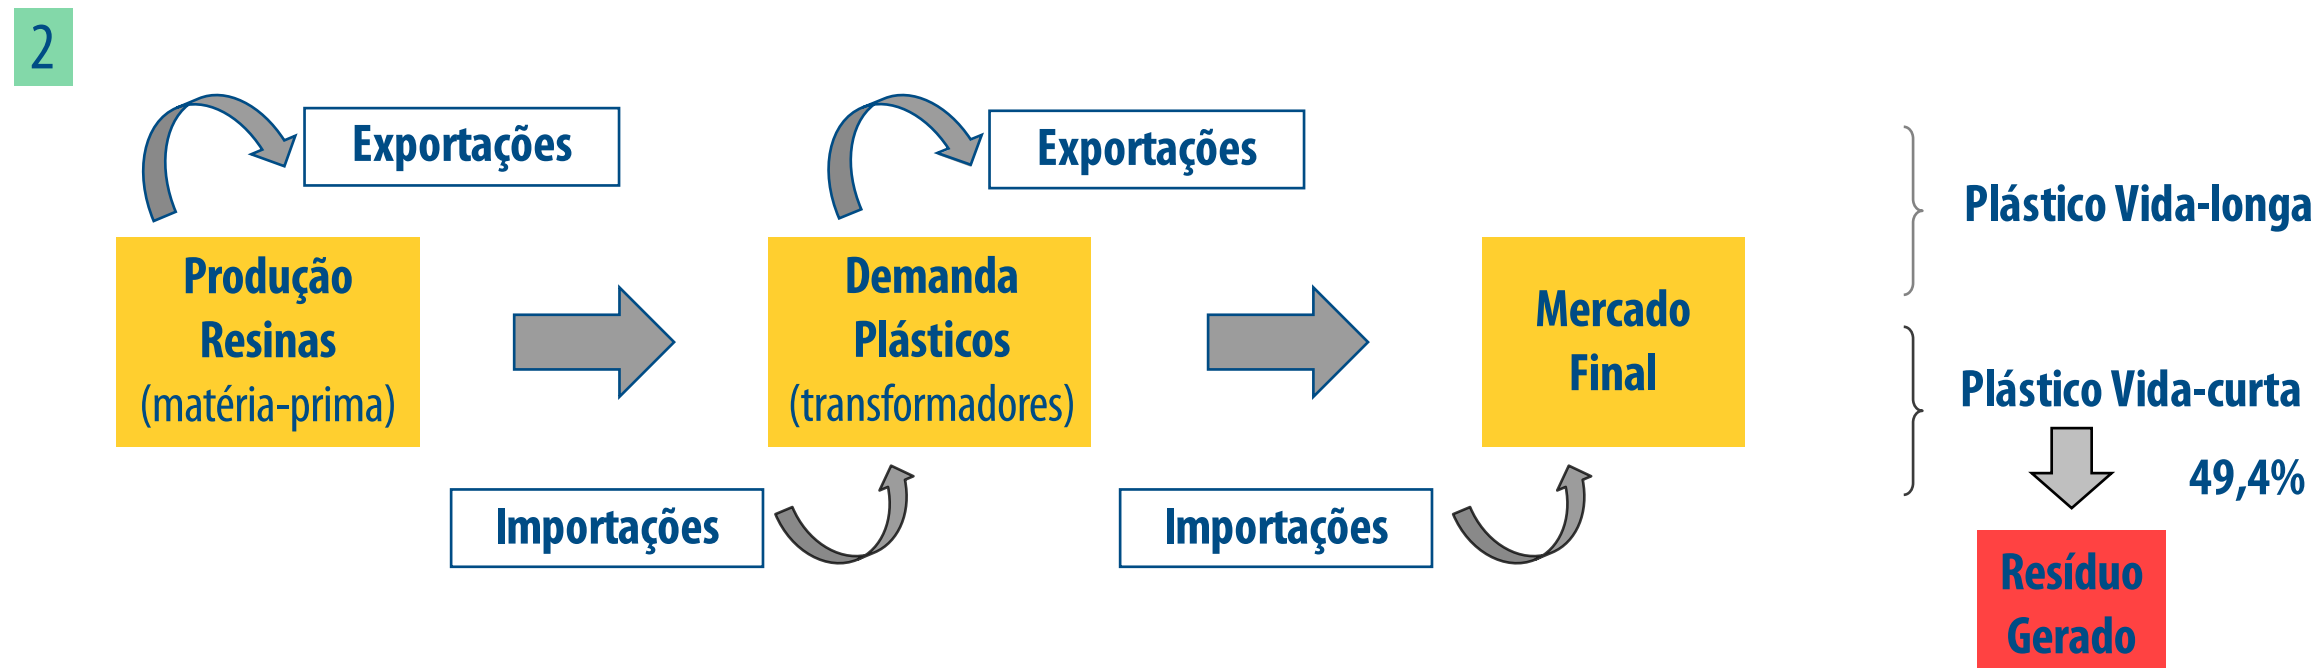 2
Exportações
Exportações
Produção
Resinas
(matéria-prima)
Demanda
Plásticos
(transformadores)
Mercado
Final
Plástico Vida-longa
Plástico Vida-curta
49,4%
Importações
Importações
Resíduo
Gerado